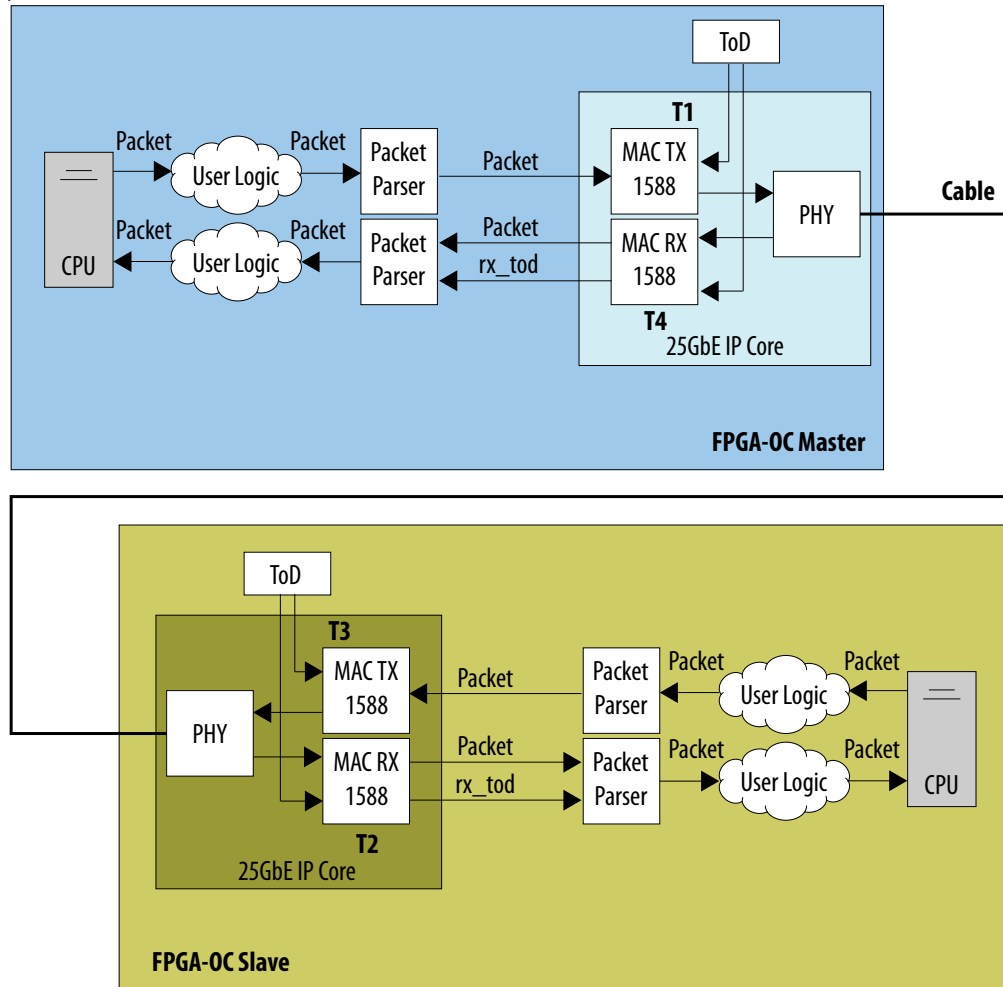 ToD
T1
Packet
Packet
Packet
Parser
Packet
MAC TX
1588
User Logic
PHY
Cable
Packet
Packet
Packet
Parser
Packet
rx_tod
MAC RX
1588
User Logic
CPU
T4
25GbE IP Core
FPGA-OC Master
ToD
T3
MAC TX
1588
Packet
Packet
Parser
Packet
User Logic
Packet
PHY
MAC RX
1588
Packet
rx_tod
Packet
Parser
Packet
User Logic
Packet
CPU
T2
25GbE IP Core
FPGA-OC Slave